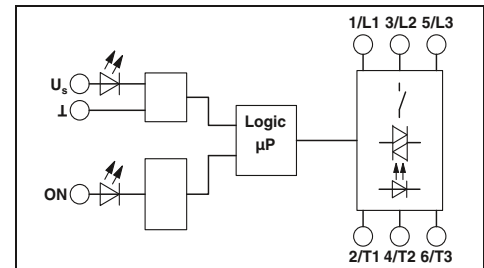 1/L1 3/L2 5/L3
Us
⊥
Logic
µP
ON
2/T1 4/T2 6/T3